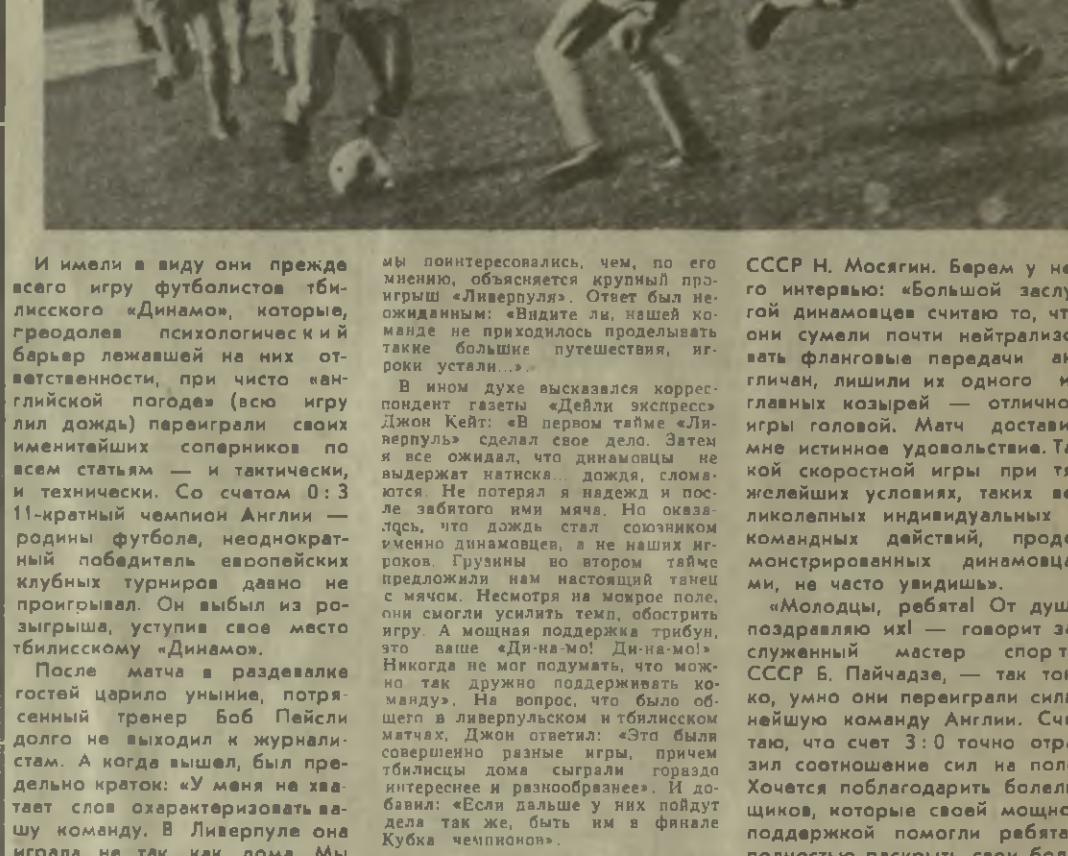 И имели в виду они прежде
всего игру футболистов тби-
лисского «Динамо», которые,
преодолев психологический
барьер лежавшей на них от-
ветственности, при чисто «ан-
глийской погоде» (всю игру
лил дождь) переиграли своих
именитейших соперников по
всем статьям — и тактически,
и технически. Со счетом 0:3
11-кратный чемпион Англии —
родины футбола, неоднократ-
ный победитель европейских
клубных турниров давно не
проигрывал. Он выбыл из ро-
зыгрыша, уступив свое место
тбилисскому «Динамо».
После матча в раздевалке
гостей царило уныние, потря-
сенный тренер Боб Пейсли
долго не выходил к журнали-
стам. А когда вышел, был пре-
дельно краток: «У меня не хва-
тает слов охарактеризовать ва-
шу команду. В Ливерпуле она
играла не так, как дома. Мы
мы поинтересовались, чем, по его
мнению, объясняется крупный про-
игрыш «Ливерпуля». Ответ был не-
ожиданным: «Видите ли, нашей ко-
манде не приходилось проделывать
такие большие путешествия, иг-
роки устали...».
В ином духе высказался коррес-
пондент газеты «Дейли экспресс»
Джон Кейт: «В первом тайме «Ли-
верпуль» сделал свое дело. Затем
я все ожидал, что динамовцы не
выдержат натиска... дождя, слома-
ются. Не потерял я надежд и пос-
ле забитого ими мяча. Но оказа-
лось, что дождь стал союзником
именно динамовцев, а не наших иг-
роков. Грузины во втором тайме
предложили нам настоящий танец
с мячом. Несмотря на мокрое поле,
они смогли усилить темп, обострить
игру. А мощная поддержка трибун,
это ваше «Ди-на-мо! Ди-на-мо!»
Никогда не мог подумать, что мож-
но так дружно поддерживать ко-
манду». На вопрос, что было об-
щего в ливерпульском и тбилисском
матчах, Джон ответил: «Это были
совершенно разные игры, причем
тбилисцы дома сыграли гораздо
интереснее и разнообразнее». И до-
бавил: «Если дальше у них пойдут
дела так же, быть им в финале
Кубка чемпионов».
СССР Н. Мосягин. Берем у не
го интервью: «Большой заслу
гой динамовцев считаю то, чт
они сумели почти нейтрализо
вать фланговые передачи ан
гличан, лишили их одного и
главных козырей — отлично
игры головой. Матч достави
мне истинное удовольствие. Та
кой скоростной игры при тя
желейших условиях, таких ве
ликолепных индивидуальных
командных действий, проде
монстрированных динамовца
ми, не часто увидишь».
«Молодцы, ребята! От душ
поздравляю их! — говорит за
служенный мастер спорт
СССР Б. Пайчадзе, — так тон
ко, умно они переиграли силь
нейшую команду Англии. Счи
таю, что счет 3:0 точно отра
зил соотношение сил на пол
Хочется поблагодарить болель
щиков, которые своей мощно
поддержкой помогли ребята
полностью раскрыть свои бол